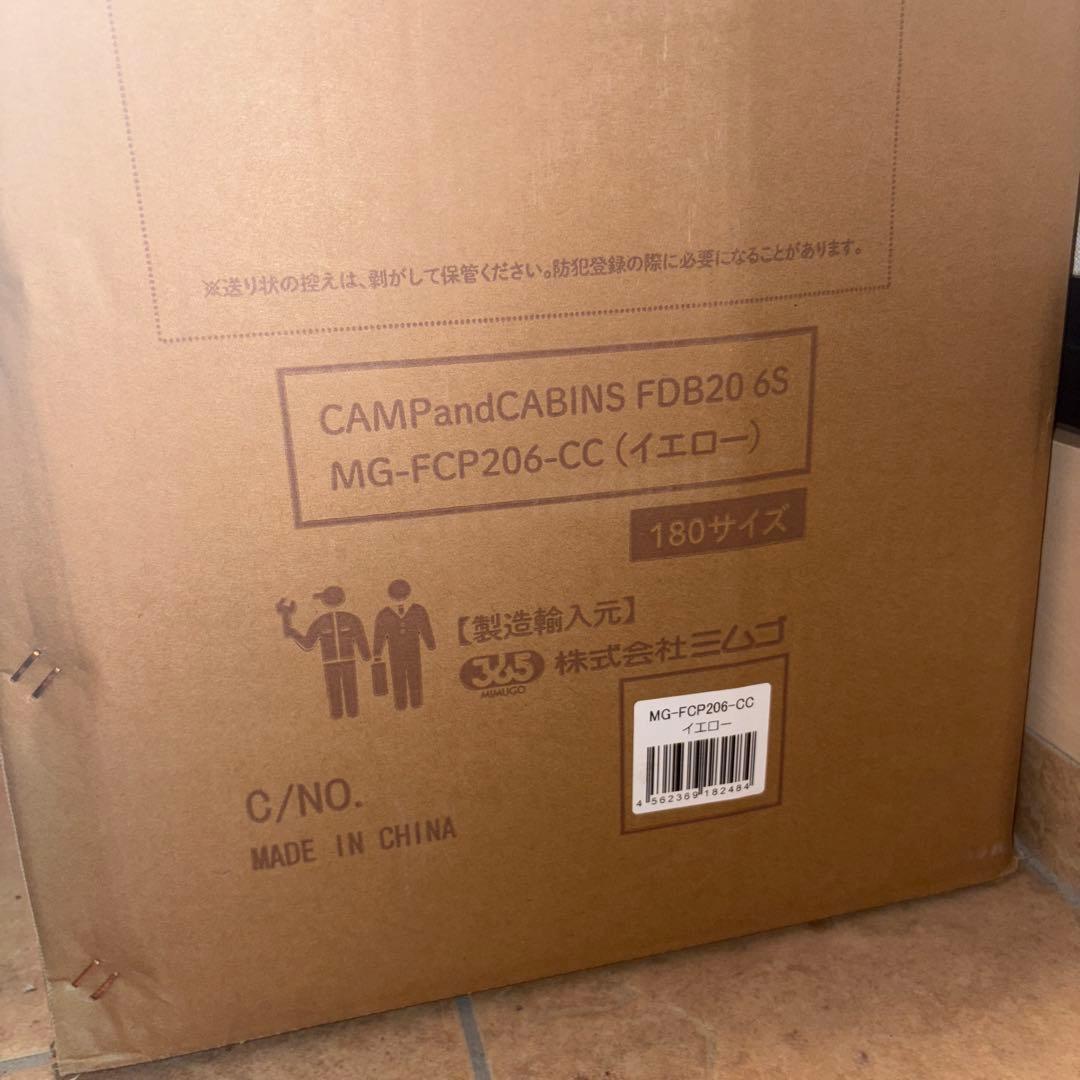 ※送り状の控えは、剥がして保管ください。防犯登録の際に必要になることがあります。
CAMPandCABINS FDB20 6S
MG-FCP206-CC（イエロー）
180サイズ
【製造輸入元】
365 株式会社ミムゴ
MIMUGO
MG-FCP206-CC
イエロー
4 562369 182484
C/NO.
MADE IN CHINA